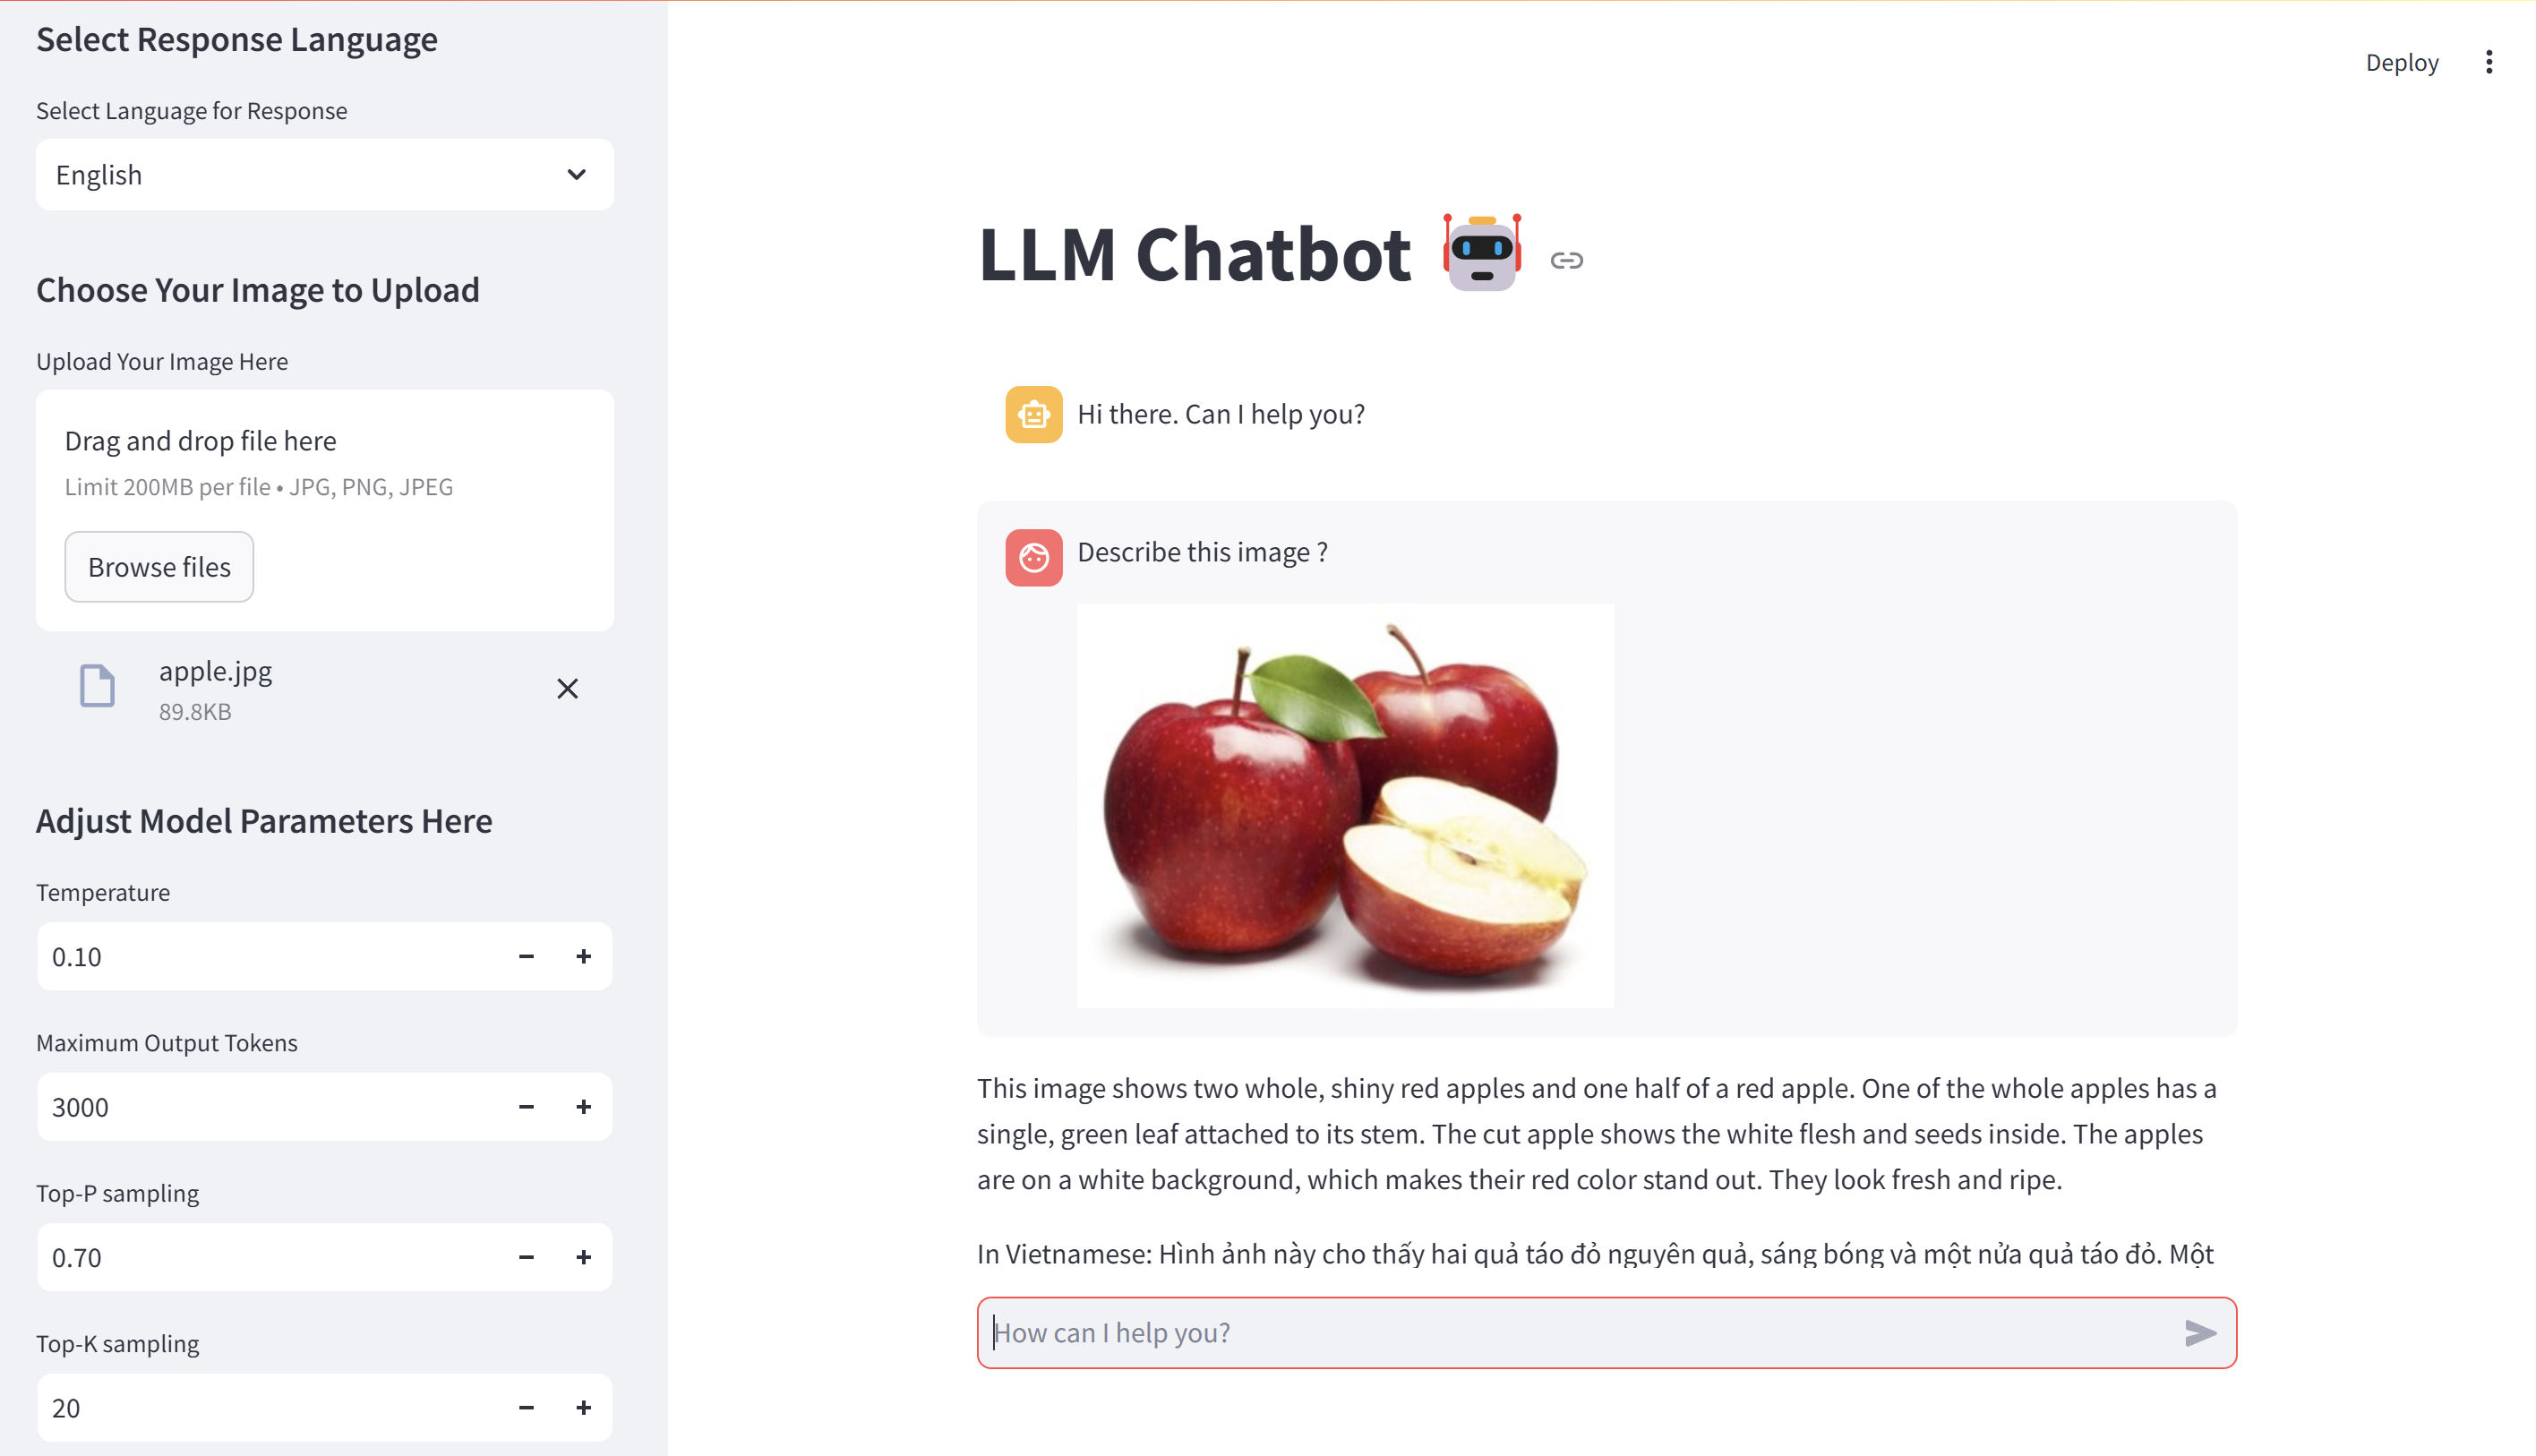 Select Response Language
Select Language for Response
English
Choose Your Image to Upload
Upload Your Image Here
Drag and drop file here
Limit 200MB per file • JPG, PNG, JPEG
Browse files
apple.jpg
89.8KB
Adjust Model Parameters Here
Temperature
0.10
Maximum Output Tokens
3000
Top-P sampling
0.70
Top-K sampling
20
Deploy
LLM Chatbot
Hi there. Can I help you?
Describe this image ?
This image shows two whole, shiny red apples and one half of a red apple. One of the whole apples has a
single, green leaf attached to its stem. The cut apple shows the white flesh and seeds inside. The apples
are on a white background, which makes their red color stand out. They look fresh and ripe.
In Vietnamese: Hình ảnh này cho thấy hai quả táo đỏ nguyên quả, sáng bóng và một nửa quả táo đỏ. Một
How can I help you?